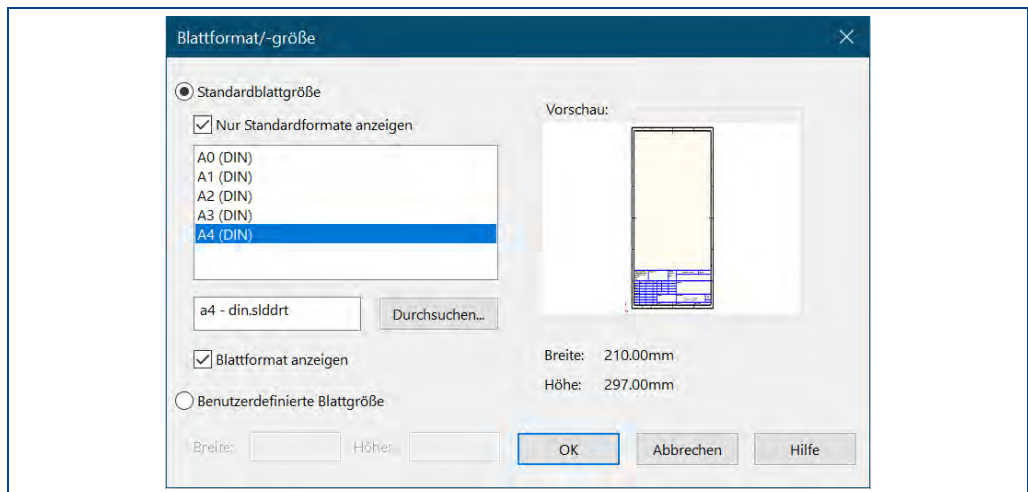 Blattformat/-größe
Standardblattgröße
Nur Standardformate anzeigen
A0 (DIN)
A1 (DIN)
A2 (DIN)
A3 (DIN)
A4 (DIN)
a4 - din.slddrt
Durchsuchen...
Blattformat anzeigen
Benutzerdefinierte Blattgröße
Breite:
Höhe:
Vorschau:
Breite: 210.00mm
Höhe: 297.00mm
OK
Abbrechen
Hilfe